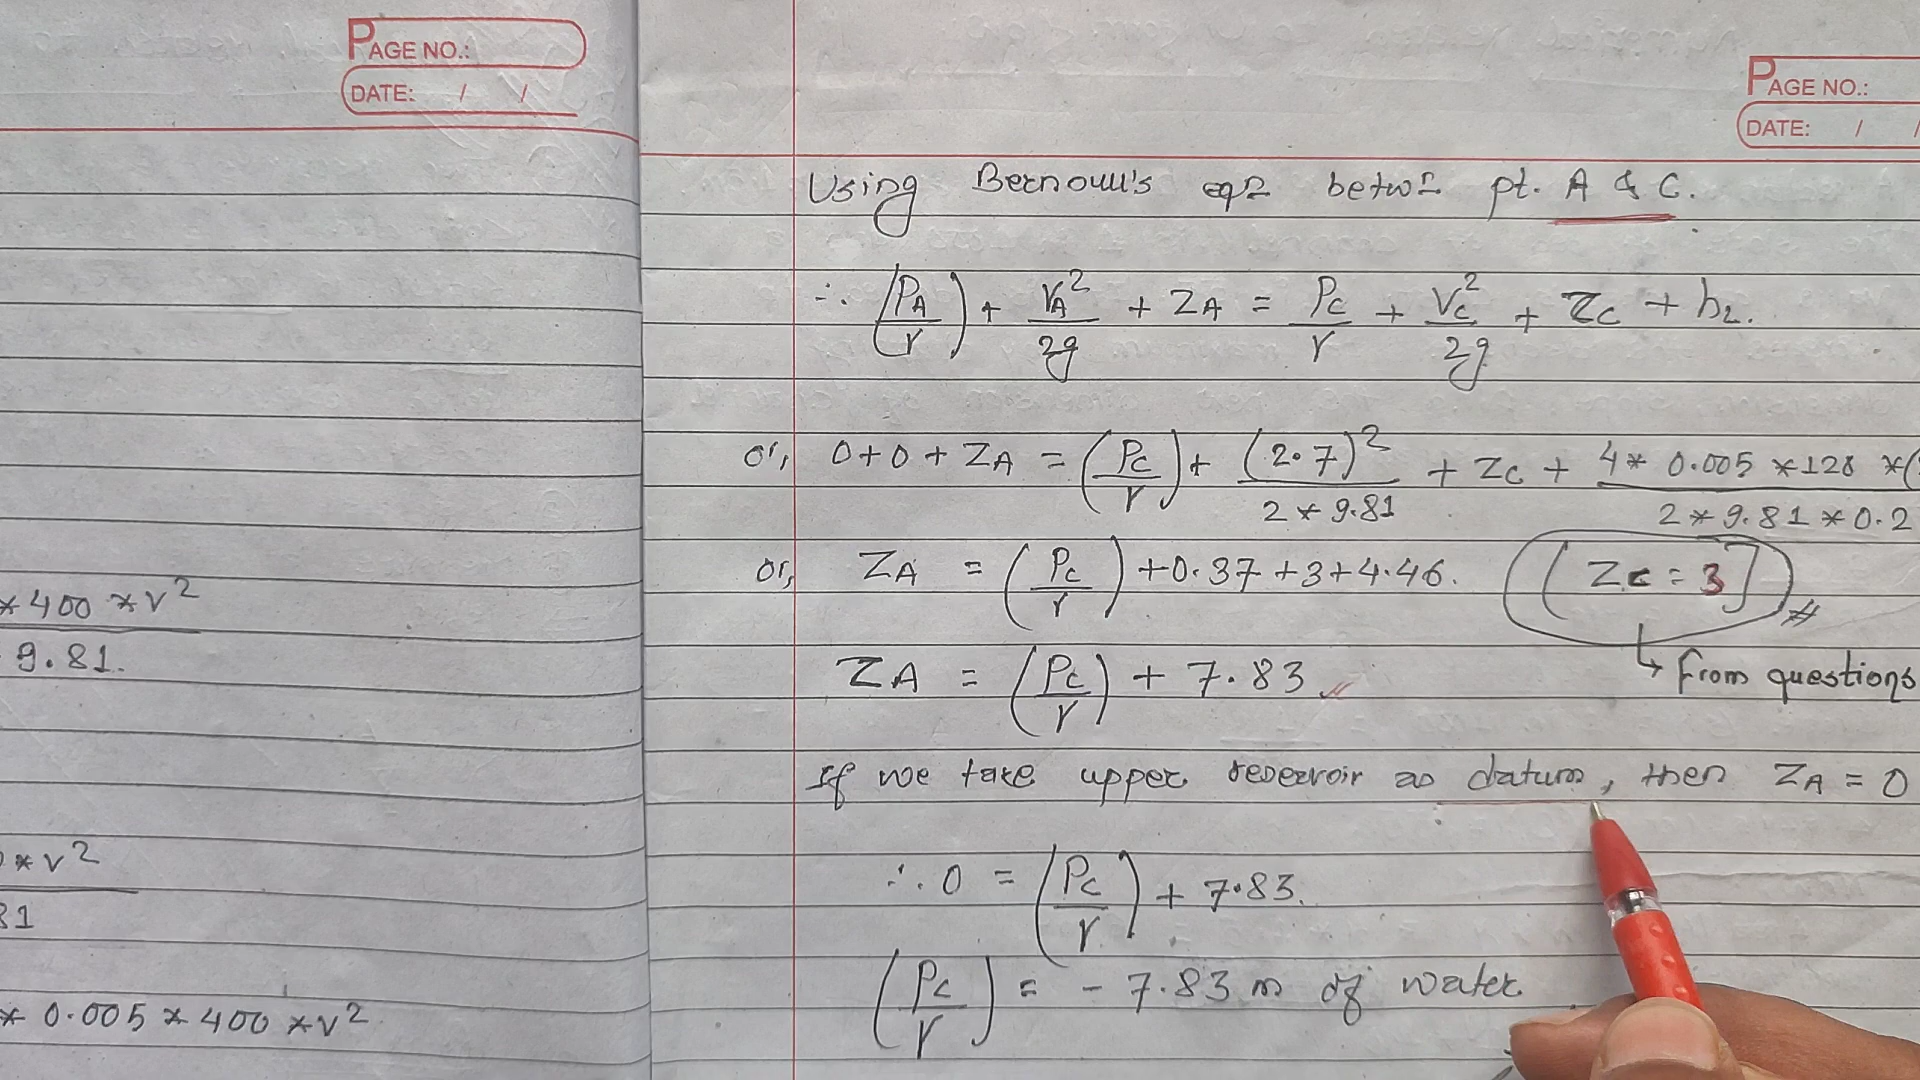 PAGE NO.:
DATE: / /
* 400 * v²
9.81.
* v²
81
* 0.005 * 400 * v²
PAGE NO.:
DATE: / /
Using Bernoulli's eqn betwn pt. A & C.
∴ (PA/r) + VA²/2g + ZA = PC/r + VC²/2g + ZC + hL.
or, 0+0+ ZA = (PC/r) + (2.7)²/2*9.81 + ZC + 4* 0.005 *128 *(/2*9.81*0.2
or, ZA = (PC/r) +0.37+3+4.46. [ZC = 3] #
↳ from questions
ZA = (PC/r) + 7.83
If we take upper reservoir as datum, then ZA = 0
∴ 0 = (PC/r) + 7.83.
(PC/r) = - 7.83 m of water